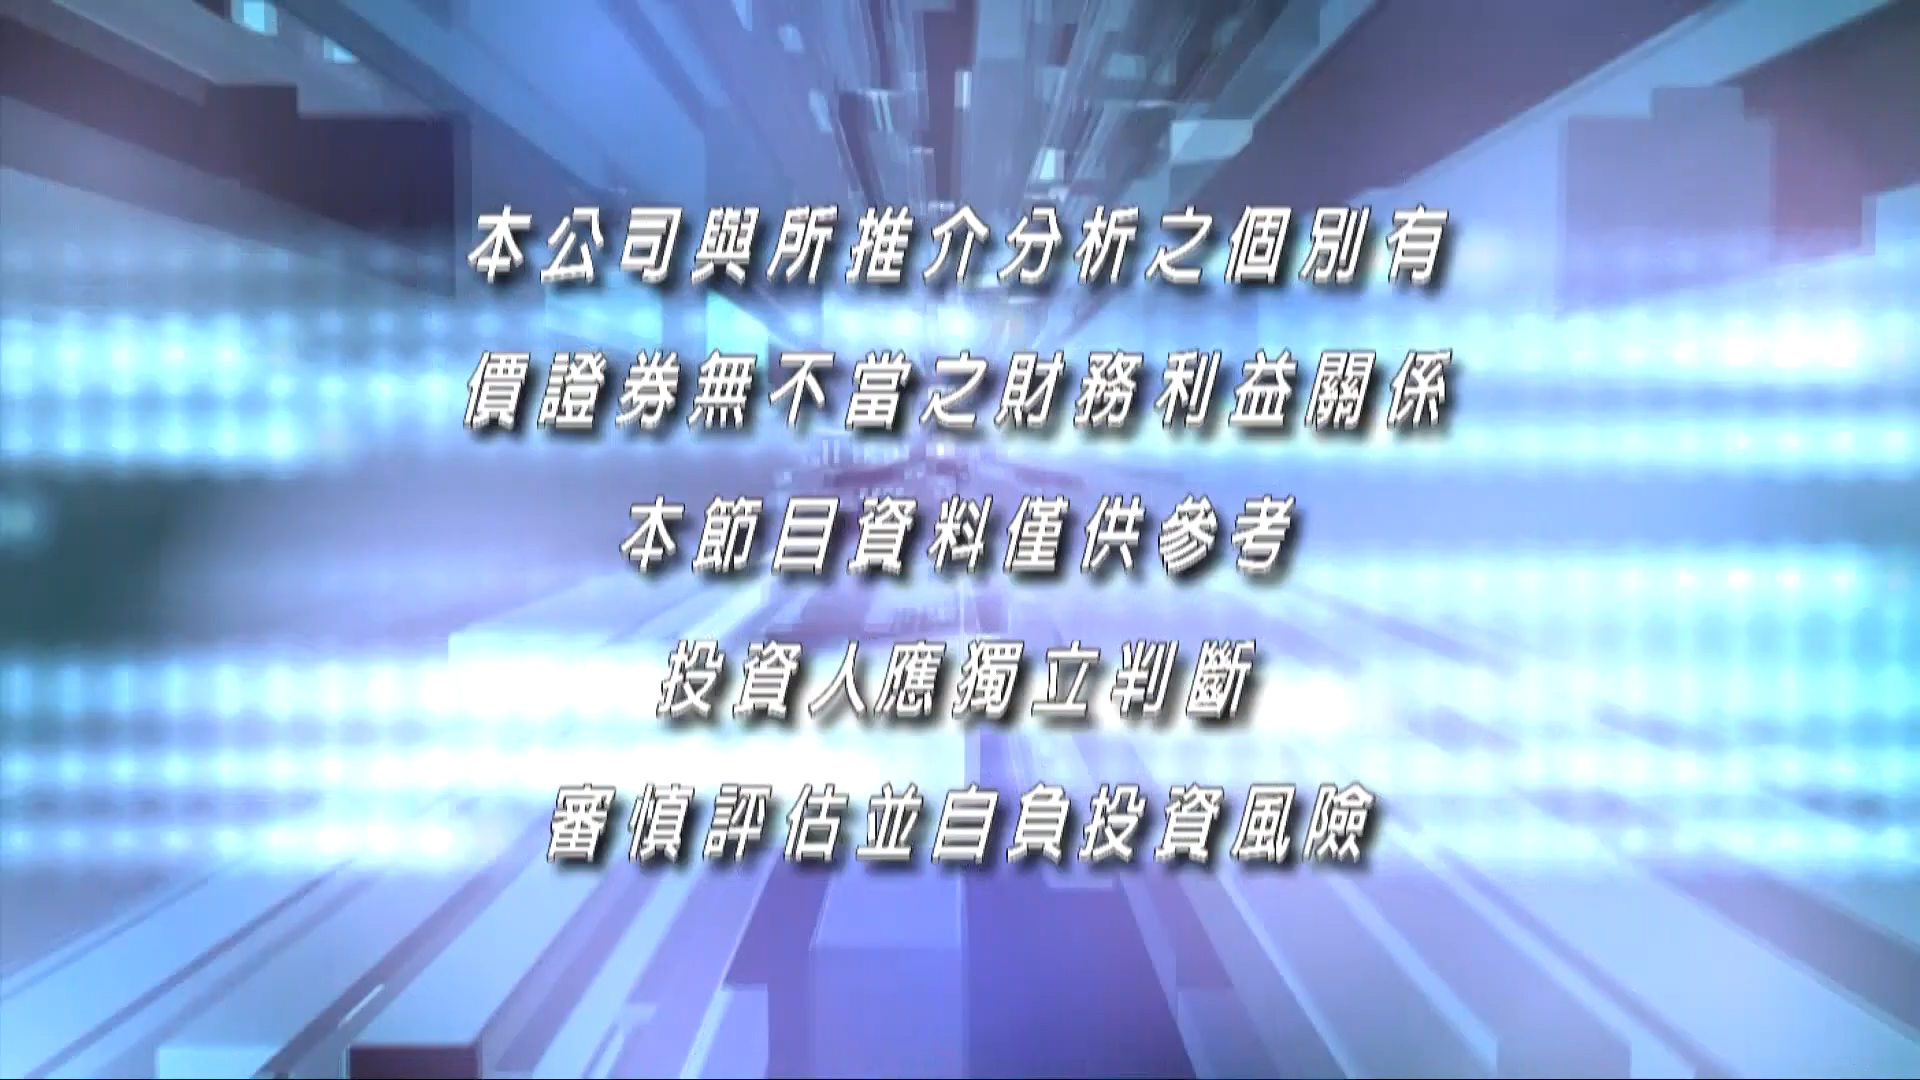 本公司與所推介分析之個別有
價證券無不當之財務利益關係
本節目資料僅供參考
投資人應獨立判斷
審慎評估並自負投資風險